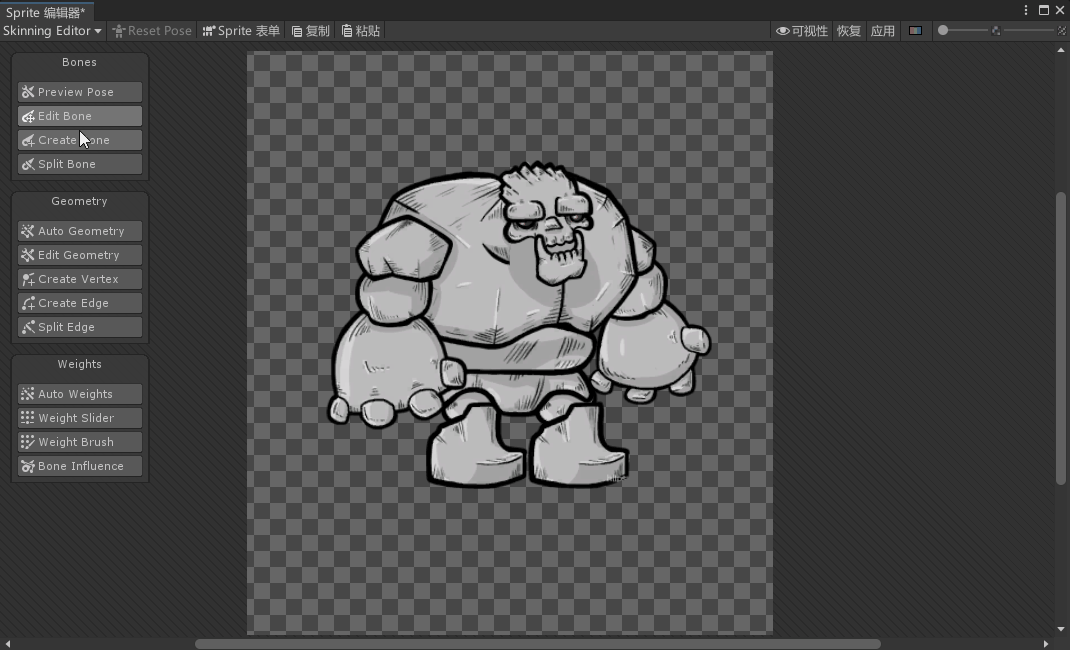 Sprite 编辑器*
Skinning Editor Reset Pose Sprite 表单 复制 粘贴 可视性 恢复 应用
Bones
Preview Pose
Edit Bone
Create
Split Bone
Geometry
Auto Geometry
Edit Geometry
Create Vertex
Create Edge
Split Edge
Weights
Auto Weights
Weight Slider
Weight Brush
Bone Influence